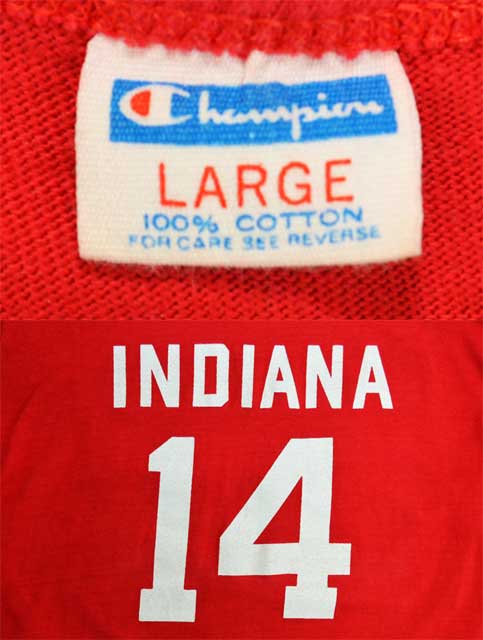 Champion
LARGE
100% COTTON
FOR CARE SEE REVERSE
INDIANA
14